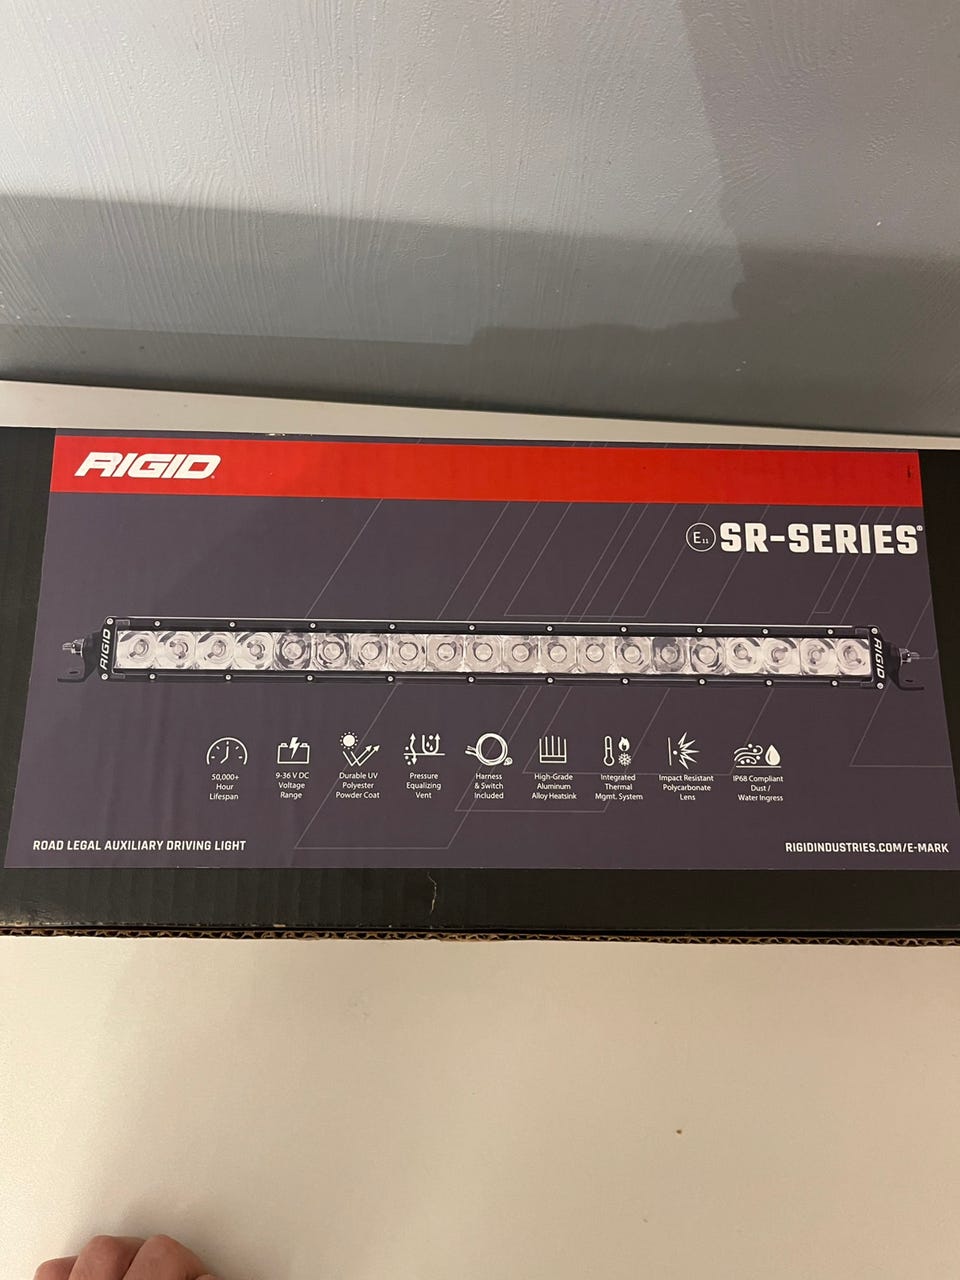 RIGID
E11 SR-SERIES®
RIGID
RIGID
50,000+
Hour
Lifespan
9-36 V DC
Voltage
Range
Durable UV
Polyester
Powder Coat
Pressure
Equalizing
Vent
Harness
& Switch
Included
High-Grade
Aluminum
Alloy Heatsink
Integrated
Thermal
Mgmt. System
Impact Resistant
Polycarbonate
Lens
IP68 Compliant
Dust /
Water Ingress
ROAD LEGAL AUXILIARY DRIVING LIGHT
RIGIDINDUSTRIES.COM/E-MARK